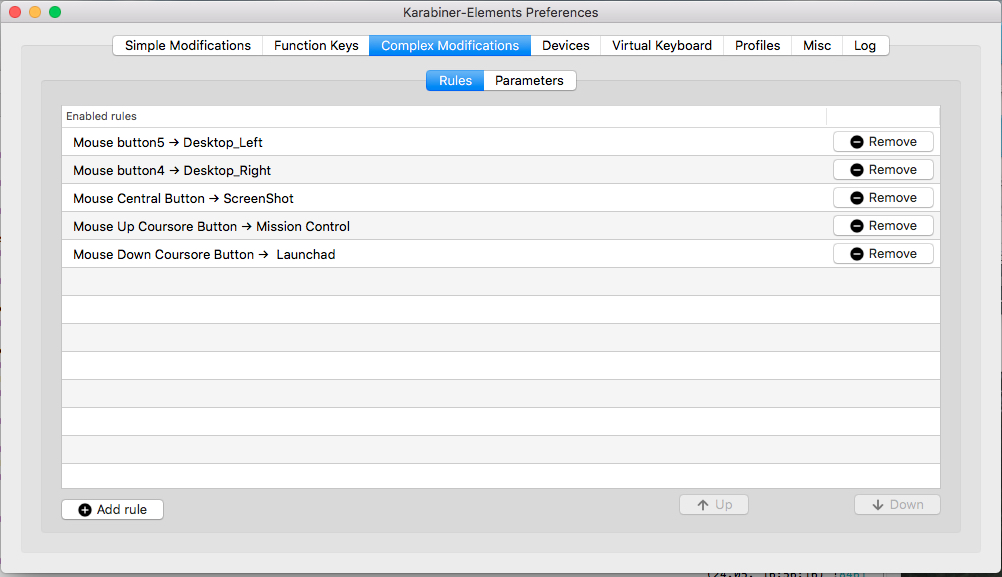 Karabiner-Elements Preferences
Simple Modifications Function Keys Complex Modifications Devices Virtual Keyboard Profiles Misc Log
Rules Parameters
Enabled rules
Mouse button5 → Desktop_Left Remove
Mouse button4 → Desktop_Right Remove
Mouse Central Button → ScreenShot Remove
Mouse Up Coursore Button → Mission Control Remove
Mouse Down Coursore Button → Launchad Remove
Add rule Up Down